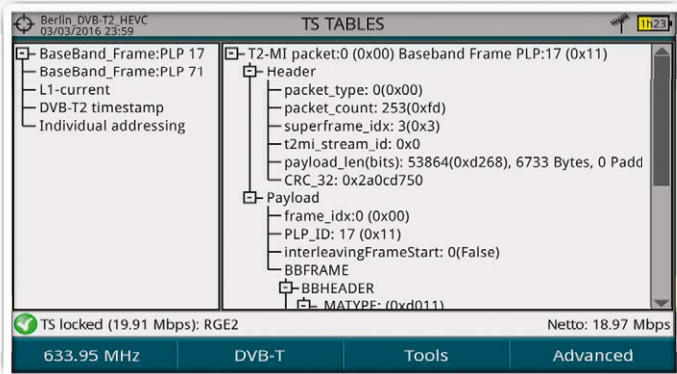 Berlin_DVB-T2_HEVC
03/03/2016 23:59
TS TABLES
1h23
BaseBand_Frame:PLP 17
BaseBand_Frame:PLP 71
L1-current
DVB-T2 timestamp
Individual addressing
T2-MI packet:0 (0x00) Baseband Frame PLP:17 (0x11)
Header
packet_type: 0(0x00)
packet_count: 253(0xfd)
superframe_idx: 3(0x3)
t2mi_stream_id: 0x0
payload_len(bits): 53864(0xd268), 6733 Bytes, 0 Padd
CRC_32: 0x2a0cd750
Payload
frame_idx:0 (0x00)
PLP_ID: 17 (0x11)
interleavingFrameStart: 0(False)
BBFRAME
BBHEADER
MATYPE: (0xd011)
TS locked (19.91 Mbps): RGE2
Netto: 18.97 Mbps
633.95 MHz
DVB-T
Tools
Advanced